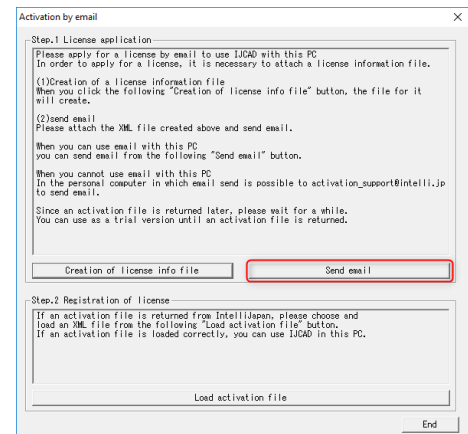 Activation by email
Step.1 License application
Please apply for a license by email to use IJCAD with this PC
In order to apply for a license, it is necessary to attach a license information file.
(1)Creation of a license information file
When you click the following "Creation of license info file" button, the file for it
will create.
(2)send email
Please attach the XML file created above and send email.
When you can use email with this PC
you can send email from the following "Send email" button.
When you cannot use email with this PC
In the personal computer in which email send is possible to activation_support@intelli.jp
to send email.
Since an activation file is returned later, please wait for a while.
You can use as a trial version until an activation file is returned.
Creation of license info file
Send email
Step.2 Registration of license
If an activation file is returned from IntelliJapan, please choose and
load an XML file from the following "Load activation file" button.
If an activation file is loaded correctly, you can use IJCAD in this PC.
Load activation file
End